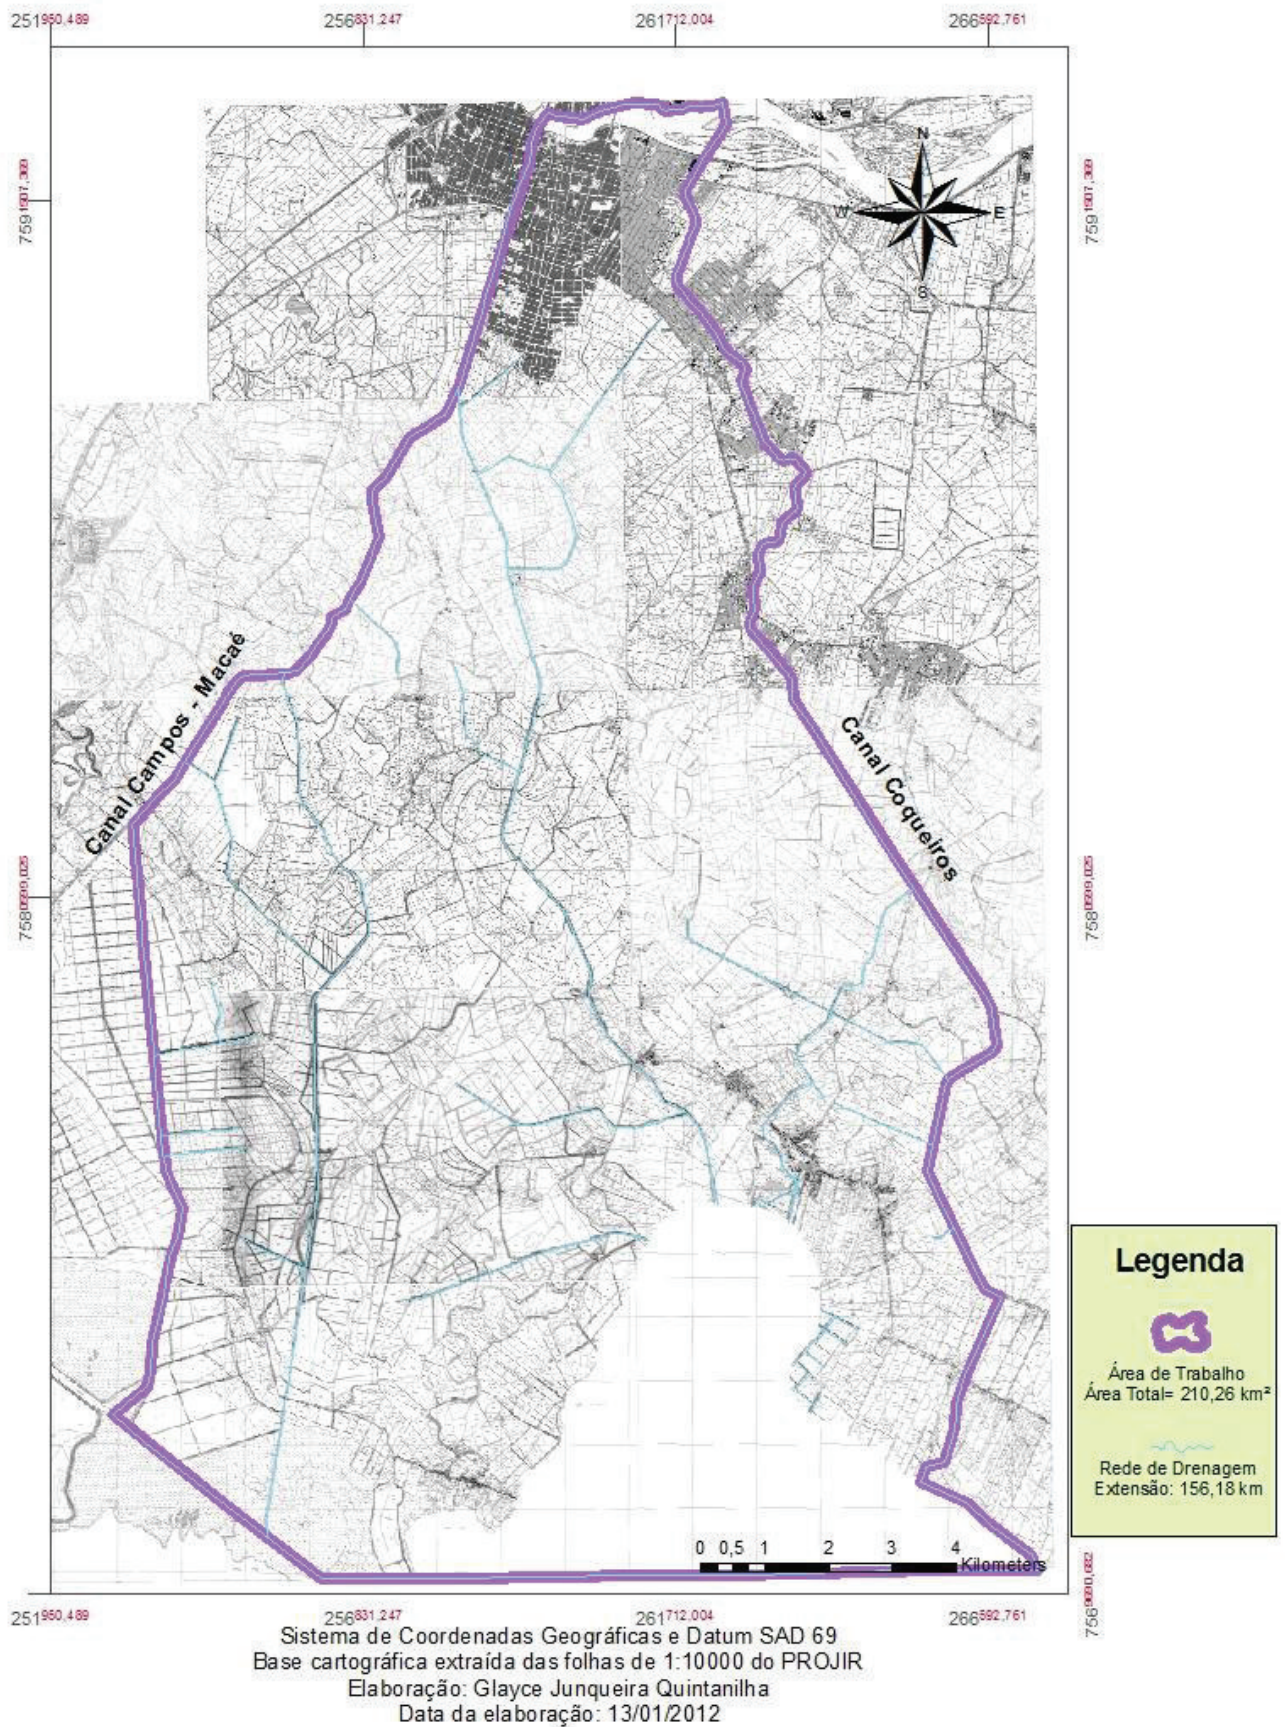 251950,489 256831,247 261712,004 266592,761
7591507,369 7591507,369
N
W E
S
Canal Campos - Macaé
Canal Coqueiros
7580599,025 7580599,025
Legenda
Área de Trabalho
Área Total= 210,26 km²
Rede de Drenagem
Extensão: 156,18 km
0 0,5 1 2 3 4
Kilometers
251950,489 256831,247 261712,004 266592,761
Sistema de Coordenadas Geográficas e Datum SAD 69
Base cartográfica extraída das folhas de 1:10000 do PROJIR
Elaboração: Glayce Junqueira Quintanilha
Data da elaboração: 13/01/2012